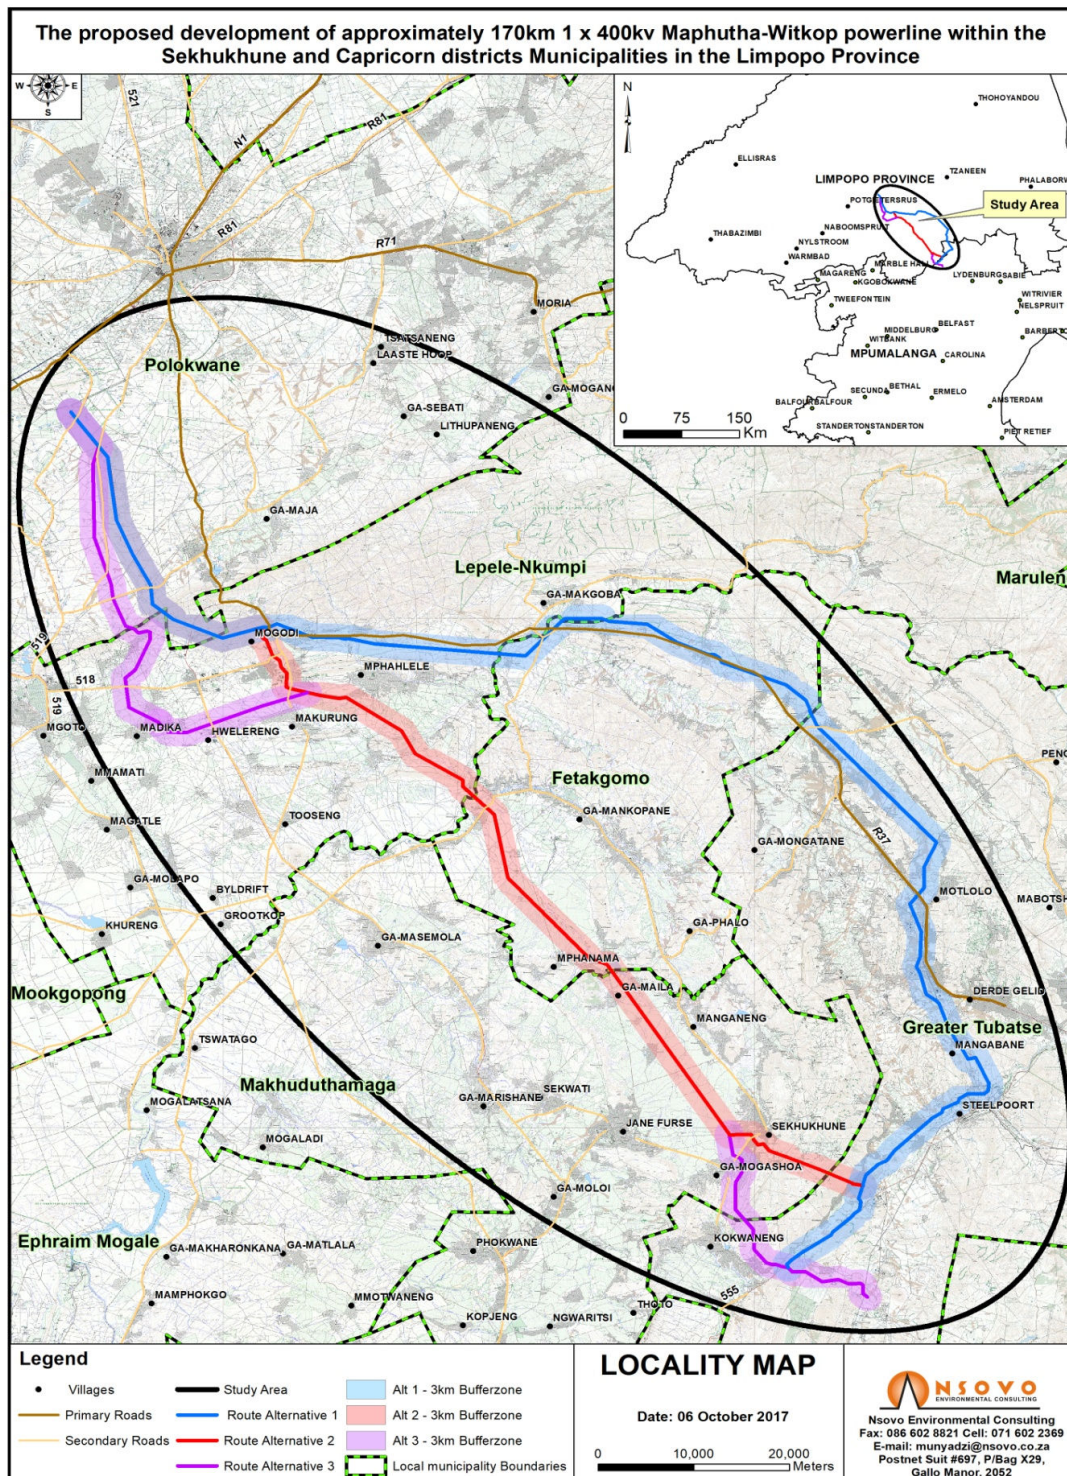 The proposed development of approximately 170km 1 x 400kv Maphutha-Witkop powerline within the
Sekhukhune and Capricorn districts Municipalities in the Limpopo Province
W
E
S
521
N1
R81
R81
R71
MORIA
TSATSANENG
LAASTE HOOP
Polokwane
GA-SEBATI
LITHUPANENG
N
THOHOYANDOU
ELLISRAS
TZANEEN
LIMPOPO PROVINCE
POTGIETERSRUS
Study Area
THABAZIMBI
NABOOMSPRUIT
NYLSTROOM
WARMBAD
MARBLE HALL
MAGARENG
KGOBOKWANE
LYDENBURG
SABIE
TWEEFONTEIN
WITRIVIER
NELSPRUIT
MIDDELBURG
BELFAST
WITBANK
MPUMALANGA
CAROLINA
SECUNDA
BETHAL
ERMELO
BALFOUR
BALFOUR
AMSTERDAM
STANDERTON
STANDERTON
PIET RETIEF
0 75 150
Km
GA-MAJA
Lepele-Nkumpi
GA-MAKGOBA
MOGODI
MPHAHLELE
519
518
519
MGOTO
MADIKA
HWELERENG
MAKURUNG
MMAMATI
Fetakgomo
MAGATLE
TOOSENG
GA-MANKOPANE
GA-MONGATANE
R37
GA-MOLAPO
BYLDRIFT
MOTLOLO
KHURENG
GROOTKOP
GA-MASEMOLA
GA-PHALO
MPHANAMA
Mookgopong
GA-MAILA
DERDE GELID
MANGANENG
Greater Tubatse
TSWATAGO
MANGABANE
Makhuduthamaga
SEKWATI
MOGALATSANA
GA-MARISHANE
STEELPOORT
JANE FURSE
SEKHUKHUNE
MOGALADI
GA-MOGASHOA
GA-MOLOI
Ephraim Mogale
GA-MAKHARONKANA
GA-MATLALA
PHOKWANE
KOKWANENG
MAMPHOKGO
MMOTWANENG
555
THOTO
KOPJENG
NGWARITSI
Legend
Villages
Primary Roads
Secondary Roads
Study Area
Route Alternative 1
Route Alternative 2
Route Alternative 3
Alt 1 - 3km Bufferzone
Alt 2 - 3km Bufferzone
Alt 3 - 3km Bufferzone
Local municipality Boundaries
LOCALITY MAP
Date: 06 October 2017
0 10,000 20,000
Meters
NSOVO
ENVIRONMENTAL CONSULTING
Nsovo Environmental Consulting
Fax: 086 602 8821 Cell: 071 602 2369
E-mail: munyadzi@nsovo.co.za
Postnet Suit #697, P/Bag X29,
Gallo Manor, 2052